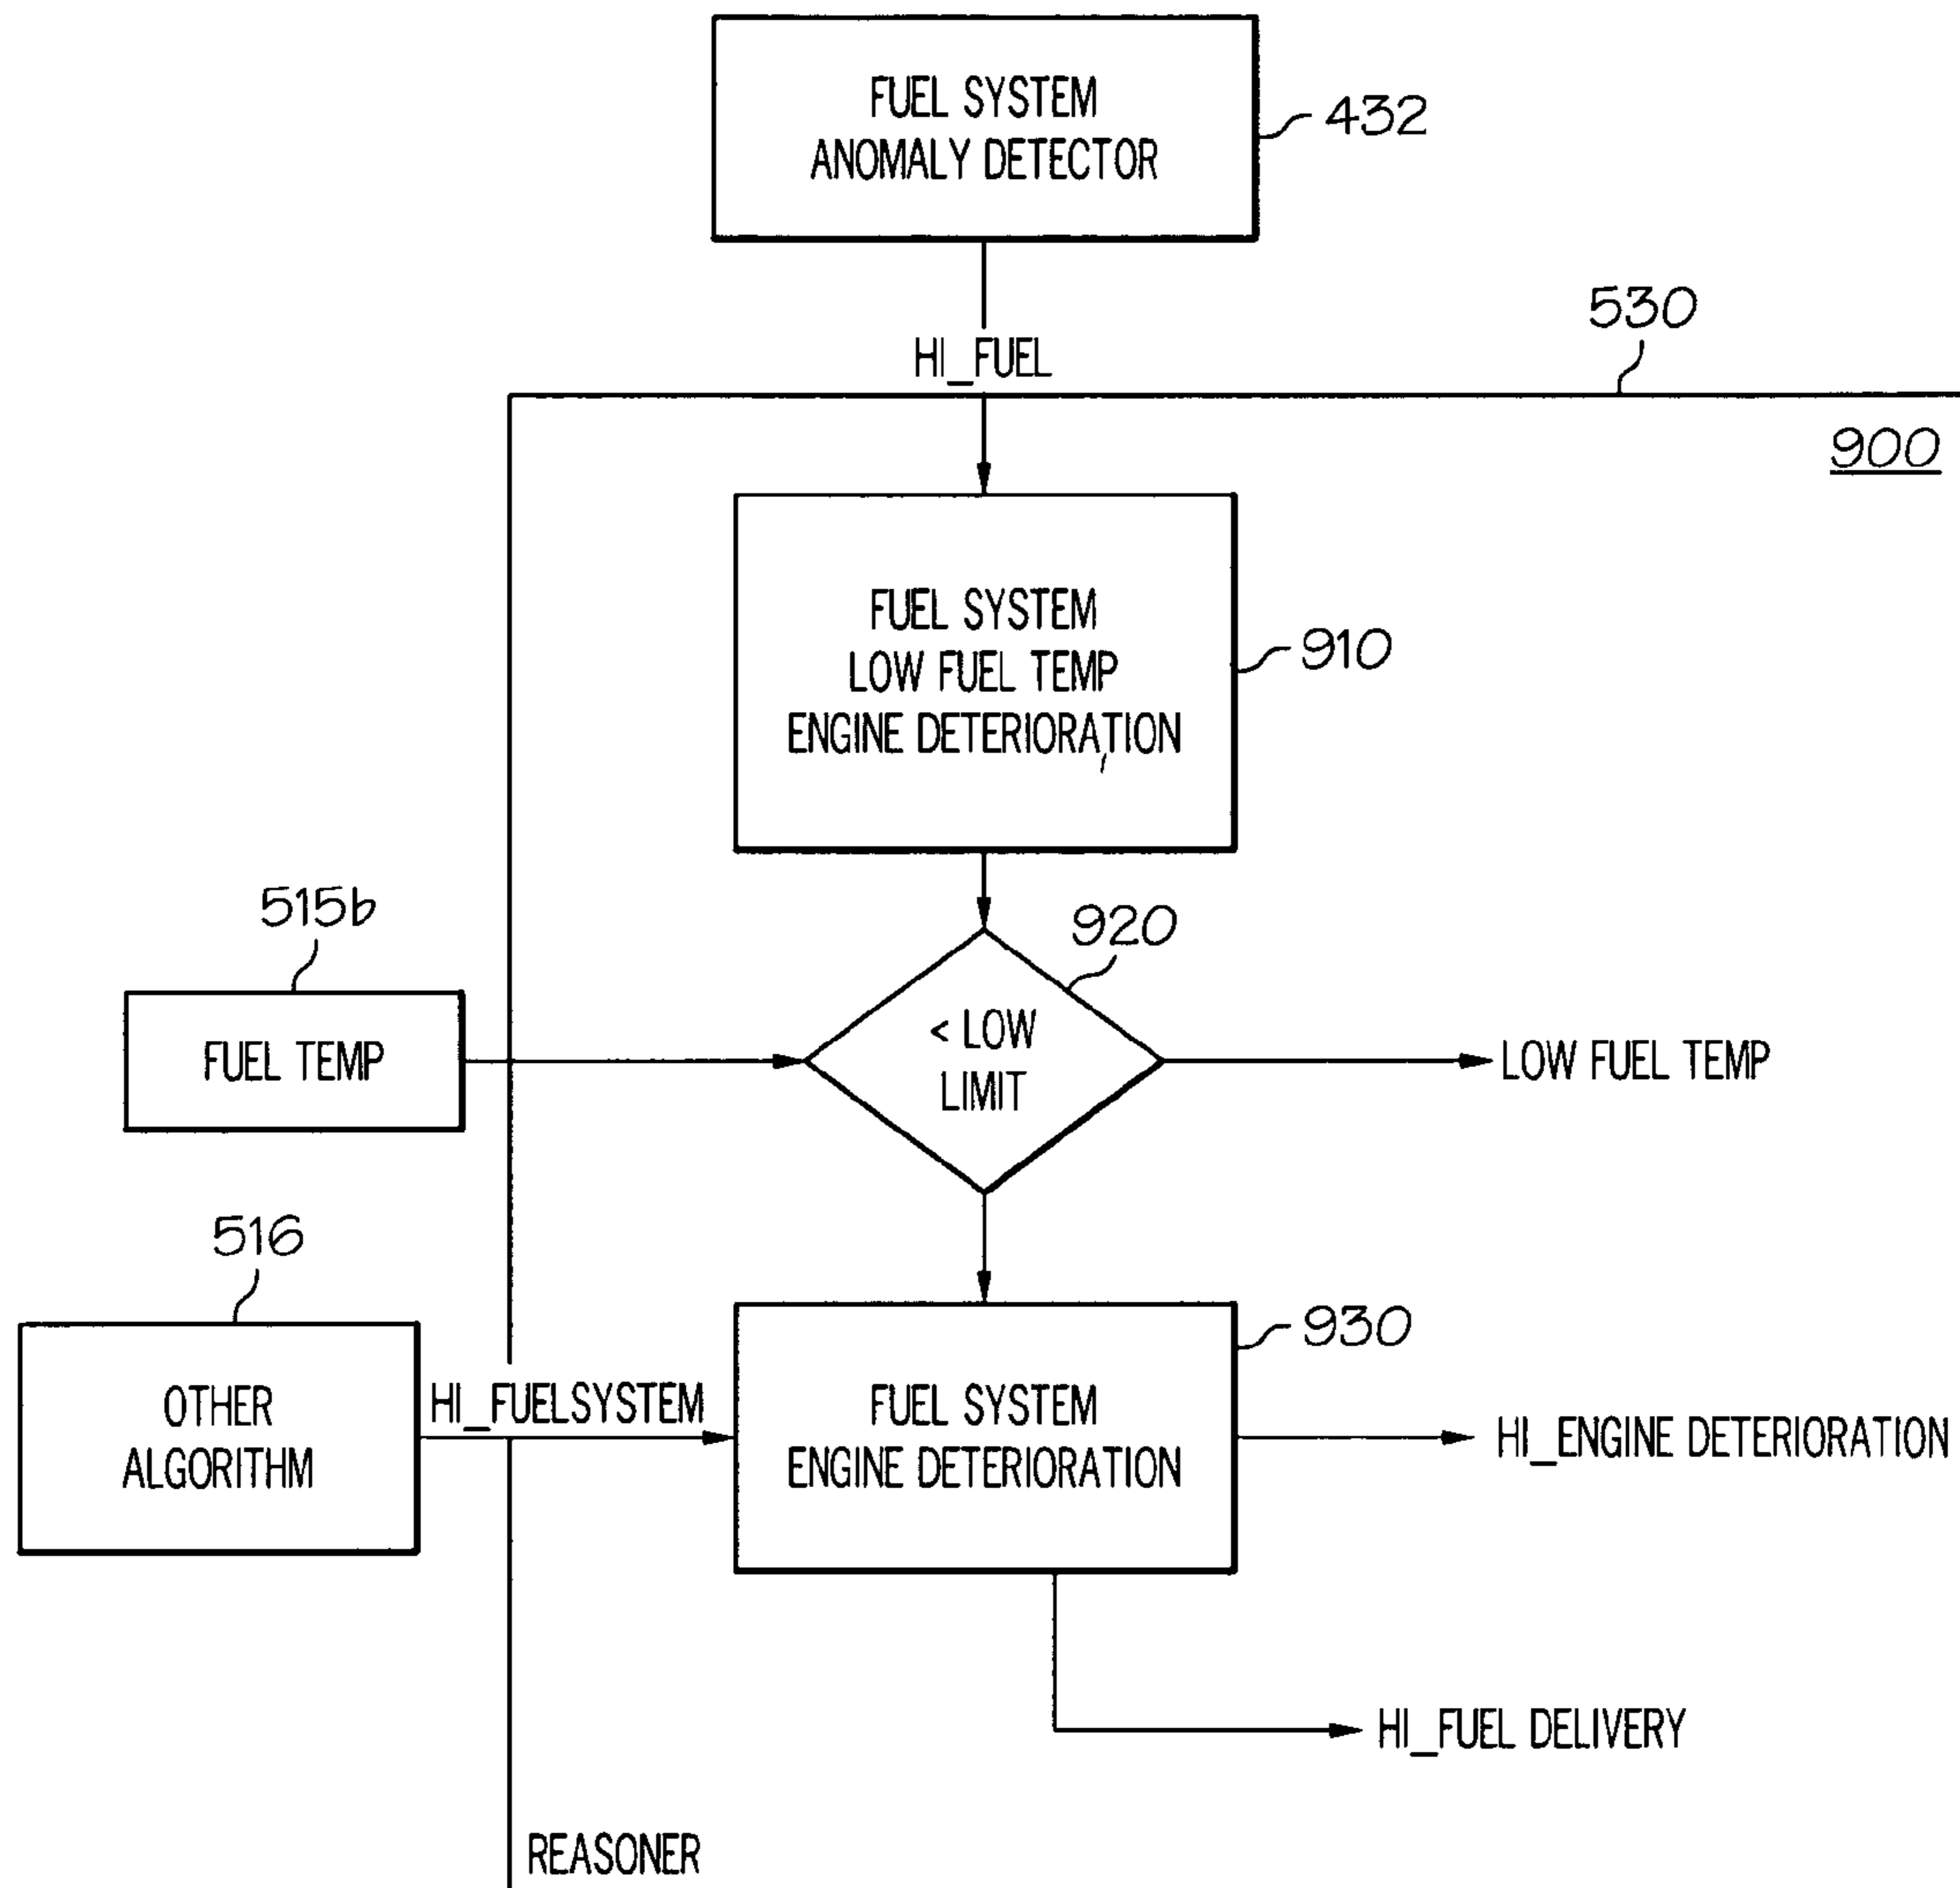 FUEL SYSTEM
ANOMALY DETECTOR
432
HI_FUEL
530
900
FUEL SYSTEM
LOW FUEL TEMP
ENGINE DETERIORATION
910
515b
920
FUEL TEMP
< LOW
LIMIT
LOW FUEL TEMP
516
930
OTHER
ALGORITHM
HI_FUELSYSTEM
FUEL SYSTEM
ENGINE DETERIORATION
HI_ENGINE DETERIORATION
HI_FUEL DELIVERY
REASONER